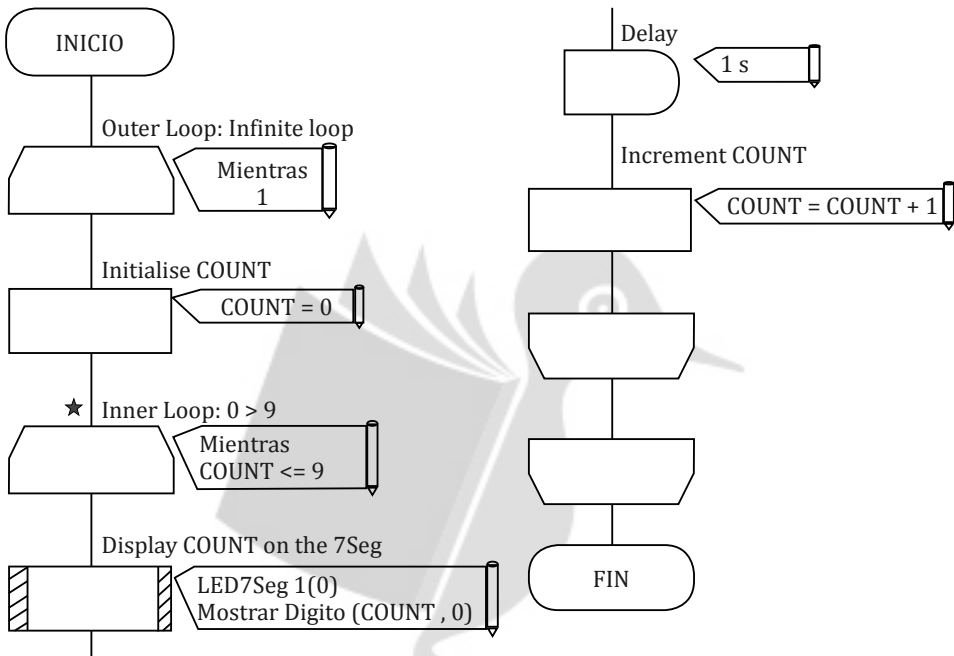 INICIO
Outer Loop: Infinite loop
Mientras
1
Initialise COUNT
COUNT = 0
Inner Loop: 0 > 9
Mientras
COUNT <= 9
Display COUNT on the 7Seg
LED7Seg 1(0)
Mostrar Digito (COUNT , 0)
Delay
1 s
Increment COUNT
COUNT = COUNT + 1
FIN